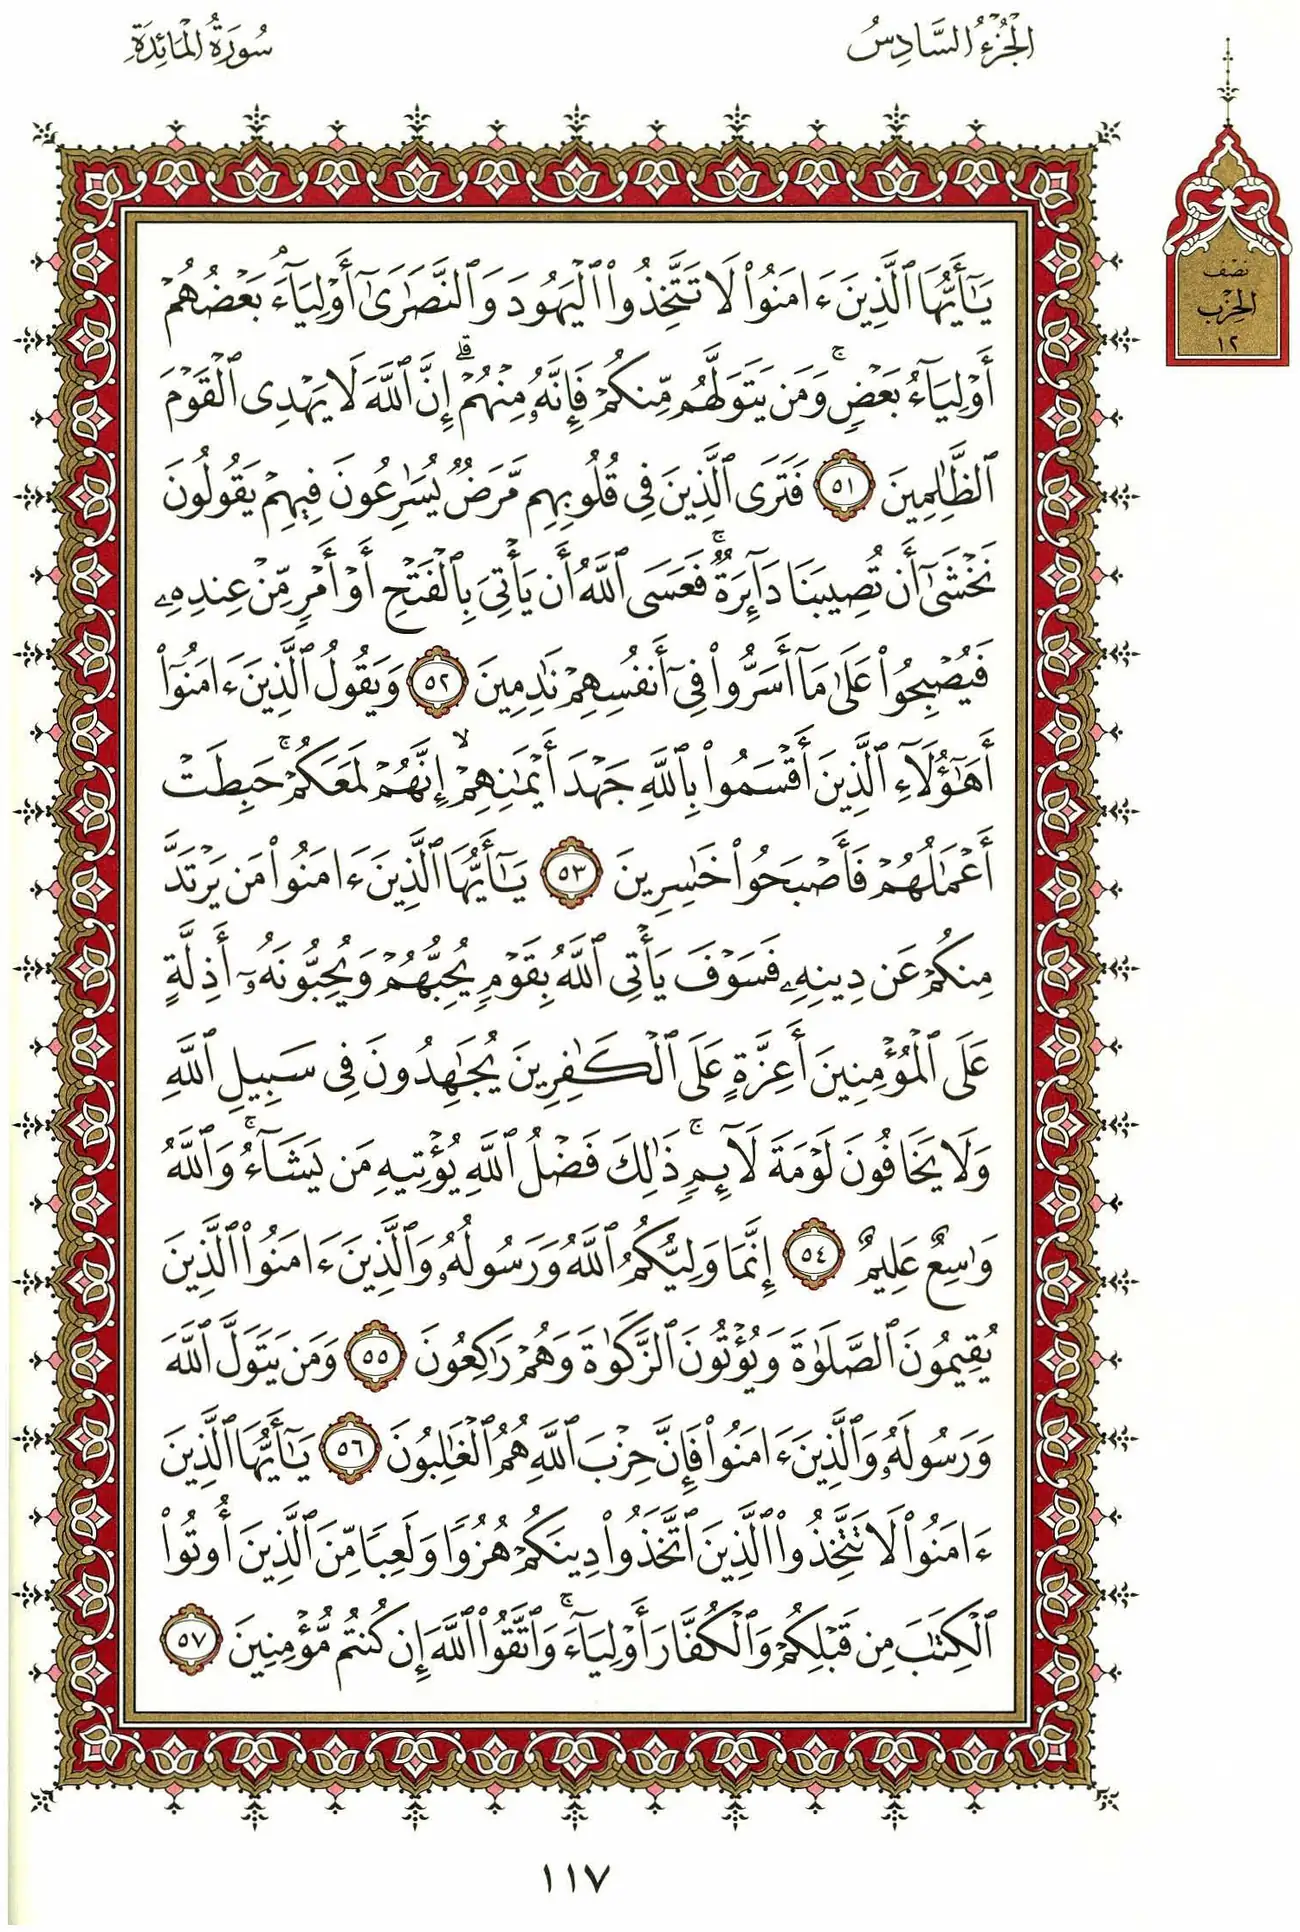 الجُزْءُ السَّادِسُ
سُورَةُ المَائِدَةِ
نصف
الحزب
١٢
يَٰٓأَيُّهَا ٱلَّذِينَ ءَامَنُوا۟ لَا تَتَّخِذُوا۟ ٱلْيَهُودَ وَٱلنَّصَٰرَىٰٓ أَوْلِيَآءَ ۘ بَعْضُهُمْ
أَوْلِيَآءُ بَعْضٍ ۚ وَمَن يَتَوَلَّهُم مِّنكُمْ فَإِنَّهُۥ مِنْهُمْ ۗ إِنَّ ٱللَّهَ لَا يَهْدِى ٱلْقَوْمَ
ٱلظَّٰلِمِينَ ٥١ فَتَرَى ٱلَّذِينَ فِى قُلُوبِهِم مَّرَضٌ يُسَٰرِعُونَ فِيهِمْ يَقُولُونَ
نَخْشَىٰٓ أَن تُصِيبَنَا دَآئِرَةٌ ۚ فَعَسَى ٱللَّهُ أَن يَأْتِىَ بِٱلْفَتْحِ أَوْ أَمْرٍ مِّنْ عِندِهِۦ
فَيُصْبِحُوا۟ عَلَىٰ مَآ أَسَرُّوا۟ فِىٓ أَنفُسِهِمْ نَٰدِمِينَ ٥٢ وَيَقُولُ ٱلَّذِينَ ءَامَنُوٓا۟
أَهَٰٓؤُلَآءِ ٱلَّذِينَ أَقْسَمُوا۟ بِٱللَّهِ جَهْدَ أَيْمَٰنِهِمْ ۙ إِنَّهُمْ لَمَعَكُمْ ۚ حَبِطَتْ
أَعْمَٰلُهُمْ فَأَصْبَحُوا۟ خَٰسِرِينَ ٥٣ يَٰٓأَيُّهَا ٱلَّذِينَ ءَامَنُوا۟ مَن يَرْتَدَّ
مِنكُمْ عَن دِينِهِۦ فَسَوْفَ يَأْتِى ٱللَّهُ بِقَوْمٍ يُحِبُّهُمْ وَيُحِبُّونَهُۥٓ أَذِلَّةٍ
عَلَى ٱلْمُؤْمِنِينَ أَعِزَّةٍ عَلَى ٱلْكَٰفِرِينَ يُجَٰهِدُونَ فِى سَبِيلِ ٱللَّهِ
وَلَا يَخَافُونَ لَوْمَةَ لَآئِمٍ ۚ ذَٰلِكَ فَضْلُ ٱللَّهِ يُؤْتِيهِ مَن يَشَآءُ ۚ وَٱللَّهُ
وَٰسِعٌ عَلِيمٌ ٥٤ إِنَّمَا وَلِيُّكُمُ ٱللَّهُ وَرَسُولُهُۥ وَٱلَّذِينَ ءَامَنُوا۟ ٱلَّذِينَ
يُقِيمُونَ ٱلصَّلَوٰةَ وَيُؤْتُونَ ٱلزَّكَوٰةَ وَهُمْ رَٰكِعُونَ ٥٥ وَمَن يَتَوَلَّ ٱللَّهَ
وَرَسُولَهُۥ وَٱلَّذِينَ ءَامَنُوا۟ فَإِنَّ حِزْبَ ٱللَّهِ هُمُ ٱلْغَٰلِبُونَ ٥٦ يَٰٓأَيُّهَا ٱلَّذِينَ
ءَامَنُوا۟ لَا تَتَّخِذُوا۟ ٱلَّذِينَ ٱتَّخَذُوا۟ دِينَكُمْ هُزُوًا وَلَعِبًا مِّنَ ٱلَّذِينَ أُوتُوا۟
ٱلْكِتَٰبَ مِن قَبْلِكُمْ وَٱلْكُفَّارَ أَوْلِيَآءَ ۚ وَٱتَّقُوا۟ ٱللَّهَ إِن كُنتُم مُّؤْمِنِينَ ٥٧
١١٧